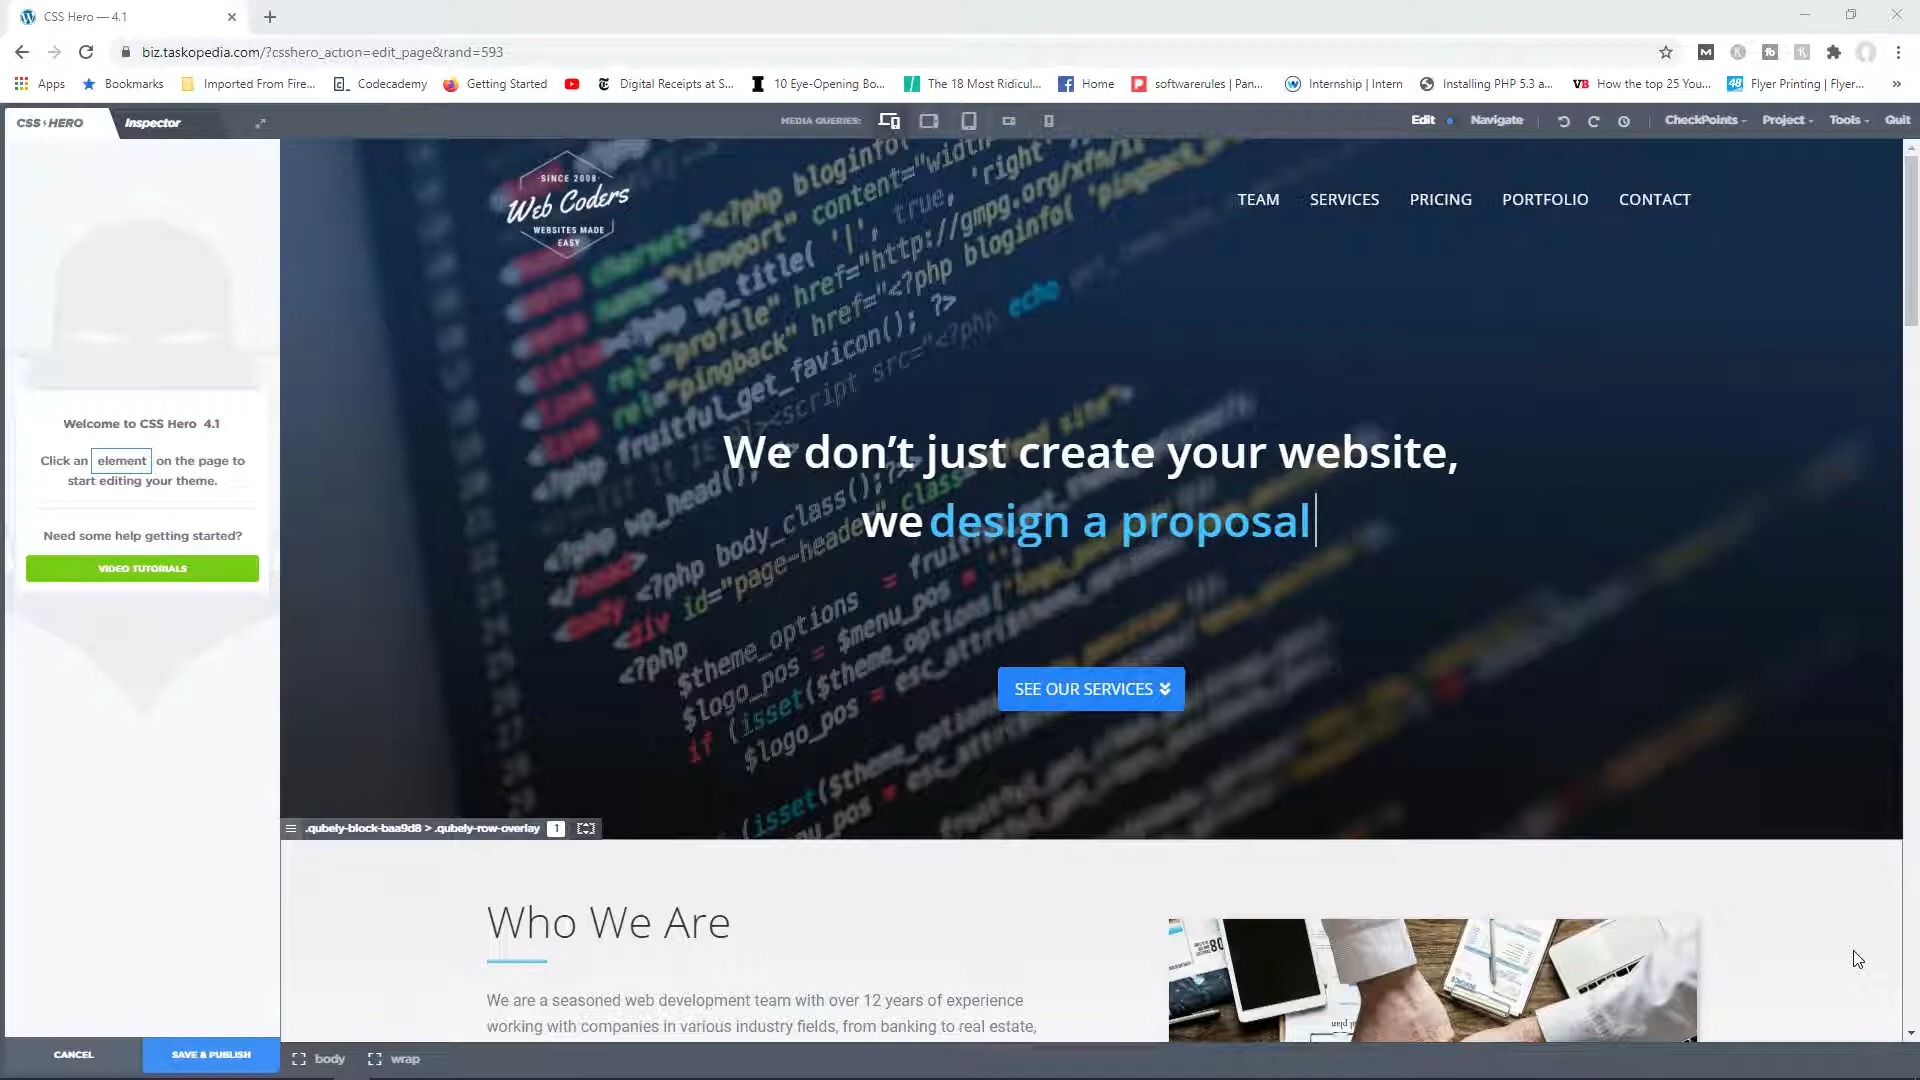 CSS Hero — 4.1
biz.taskopedia.com/?csshero_action=edit_page&rand=593
Apps
Bookmarks
Imported From Fire...
Codecademy
Getting Started
Digital Receipts at S...
10 Eye-Opening Bo...
The 18 Most Ridicul...
Home
softwarerules | Pan...
Internship | Intern
Installing PHP 5.3 a...
VB How the top 25 You...
Flyer Printing | Flyer...
»
CSS HERO
Inspector
MEDIA QUERIES:
Edit
Navigate
CheckPoints
Project
Tools
Quit
SINCE 2008
Web Coders
WEBSITES MADE
EASY
TEAM SERVICES PRICING PORTFOLIO CONTACT
Welcome to CSS Hero 4.1
Click an element on the page to
start editing your theme.
Need some help getting started?
VIDEO TUTORIALS
We don’t just create your website,
we design a proposal
SEE OUR SERVICES
.qubely-block-baa9d8 > .qubely-row-overlay 1
Who We Are
We are a seasoned web development team with over 12 years of experience
working with companies in various industry fields, from banking to real estate,
CANCEL
SAVE & PUBLISH
body
wrap